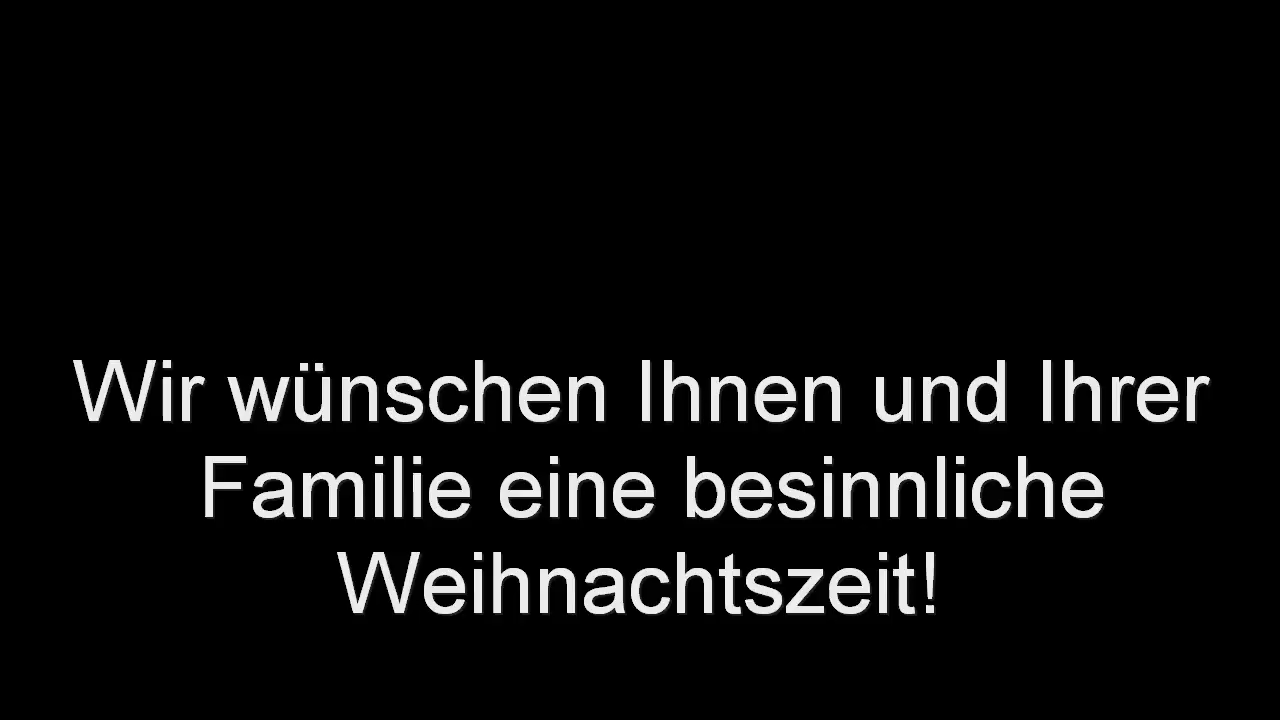 Wir wünschen Ihnen und Ihrer
Familie eine besinnliche
Weihnachtszeit!